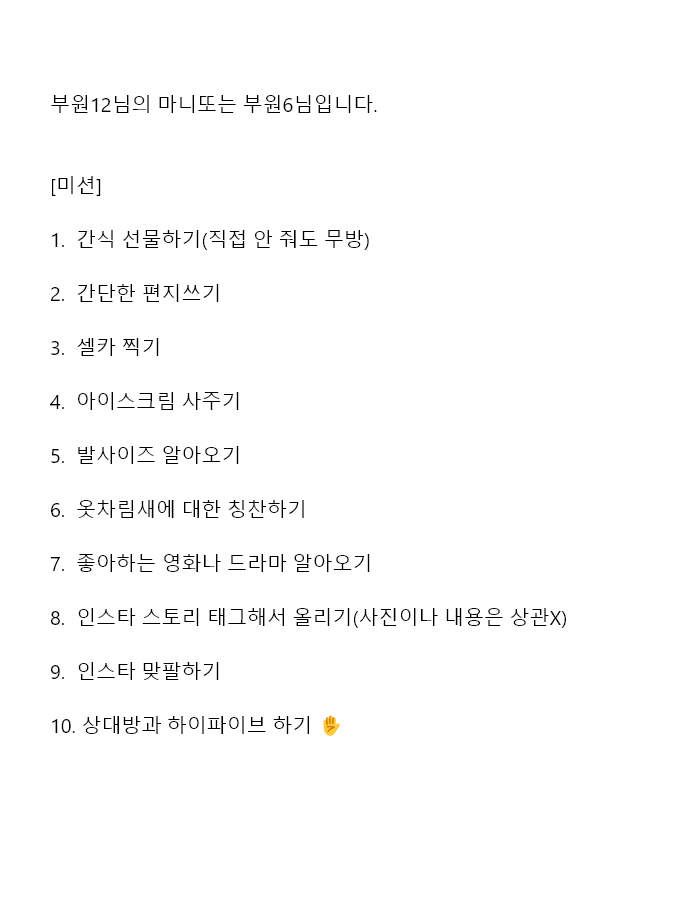 부원12님의 마니또는 부원6님입니다.
[미션]
1. 간식 선물하기(직접 안 줘도 무방)
2. 간단한 편지쓰기
3. 셀카 찍기
4. 아이스크림 사주기
5. 발사이즈 알아오기
6. 옷차림새에 대한 칭찬하기
7. 좋아하는 영화나 드라마 알아오기
8. 인스타 스토리 태그해서 올리기(사진이나 내용은 상관X)
9. 인스타 맞팔하기
10. 상대방과 하이파이브 하기 ✋